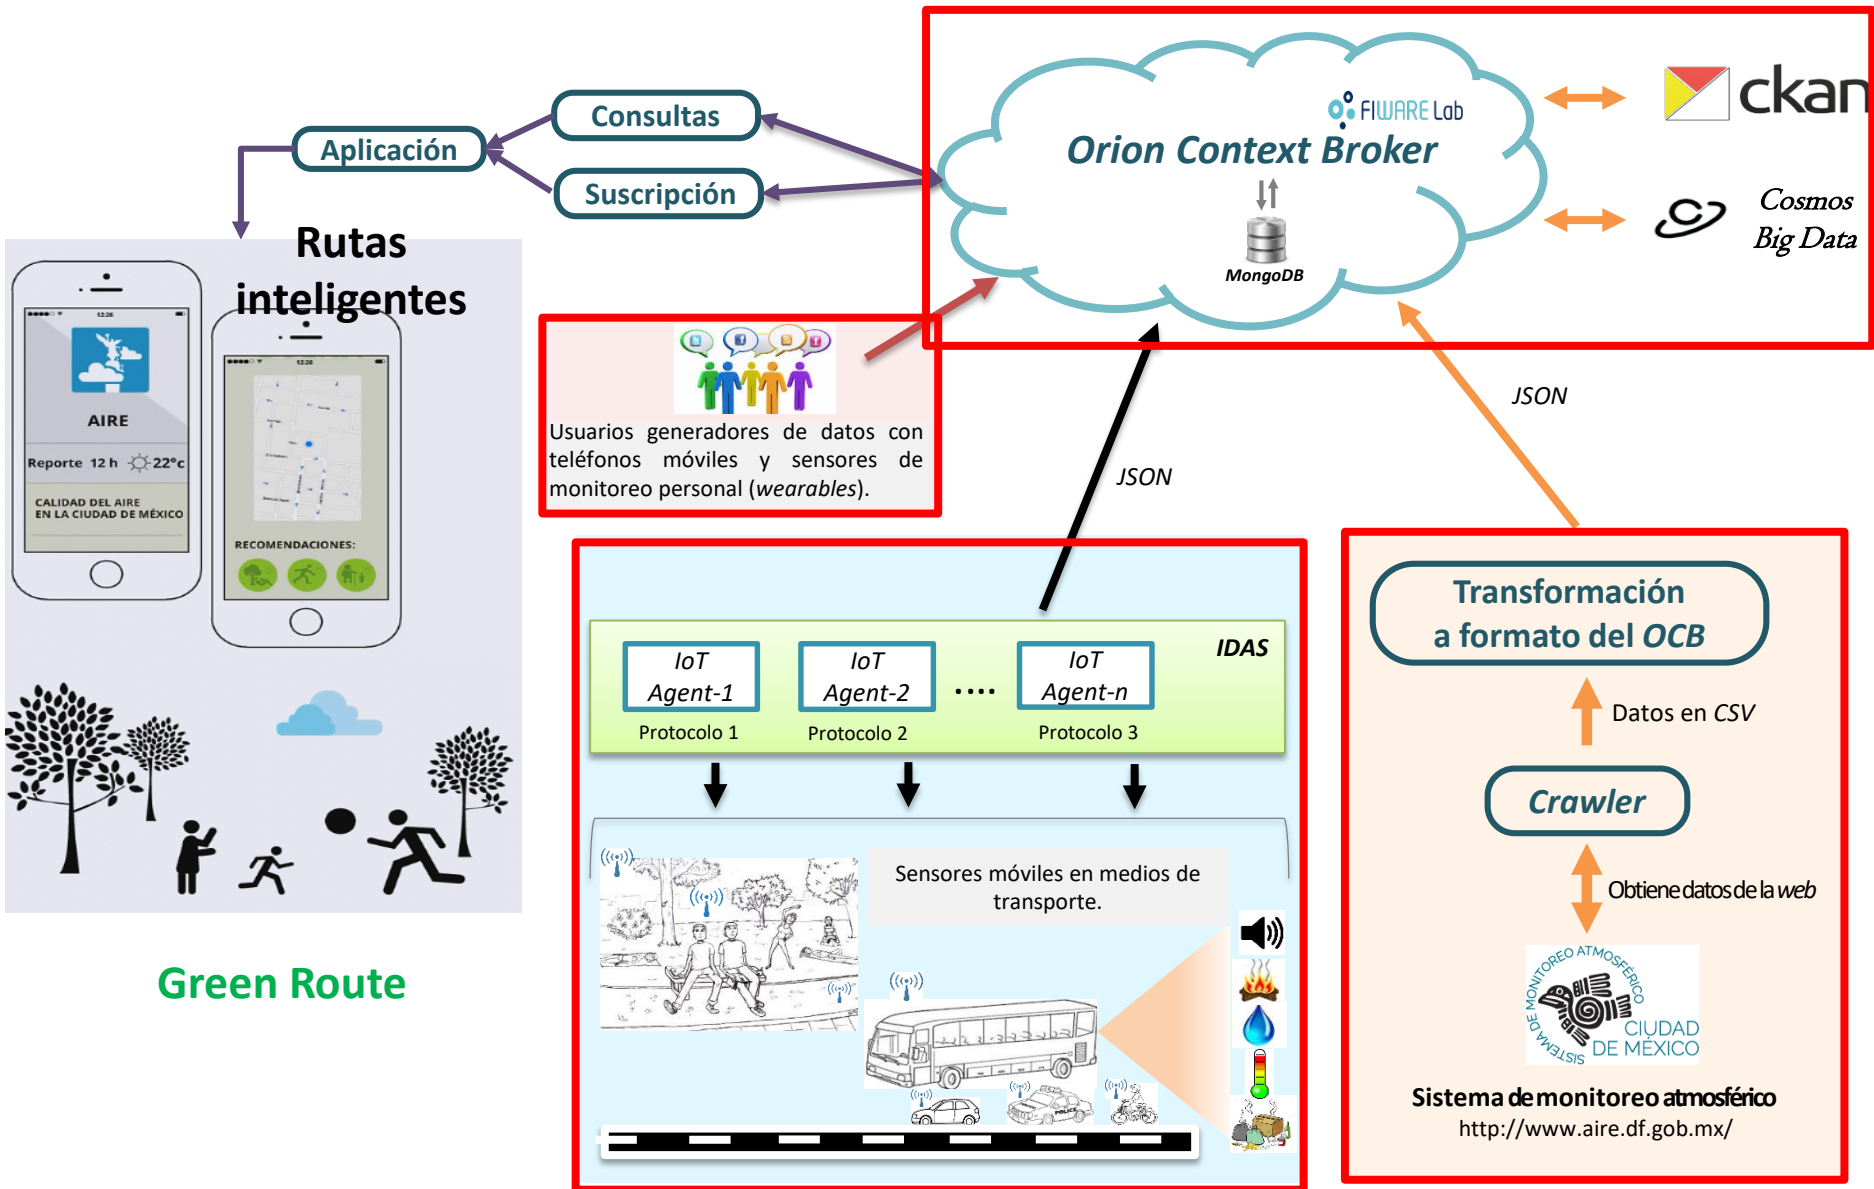 FIWARE Lab
Orion Context Broker
MongoDB
ckan
Cosmos
Big Data
Consultas
Aplicación
Suscripción
Rutas
inteligentes
12:26
AIRE
Reporte 12 h 22°c
CALIDAD DEL AIRE
EN LA CIUDAD DE MÉXICO
12:26
RECOMENDACIONES:
Green Route
Usuarios generadores de datos con
teléfonos móviles y sensores de
monitoreo personal (wearables).
JSON
JSON
IDAS
IoT
Agent-1
IoT
Agent-2
....
IoT
Agent-n
Protocolo 1
Protocolo 2
Protocolo 3
Sensores móviles en medios de
transporte.
POLICE
Transformación
a formato del OCB
Datos en CSV
Crawler
Obtiene datos de la web
SISTEMA DE MONITOREO ATMOSFÉRICO
CIUDAD
DE MÉXICO
Sistema de monitoreo atmosférico
http://www.aire.df.gob.mx/